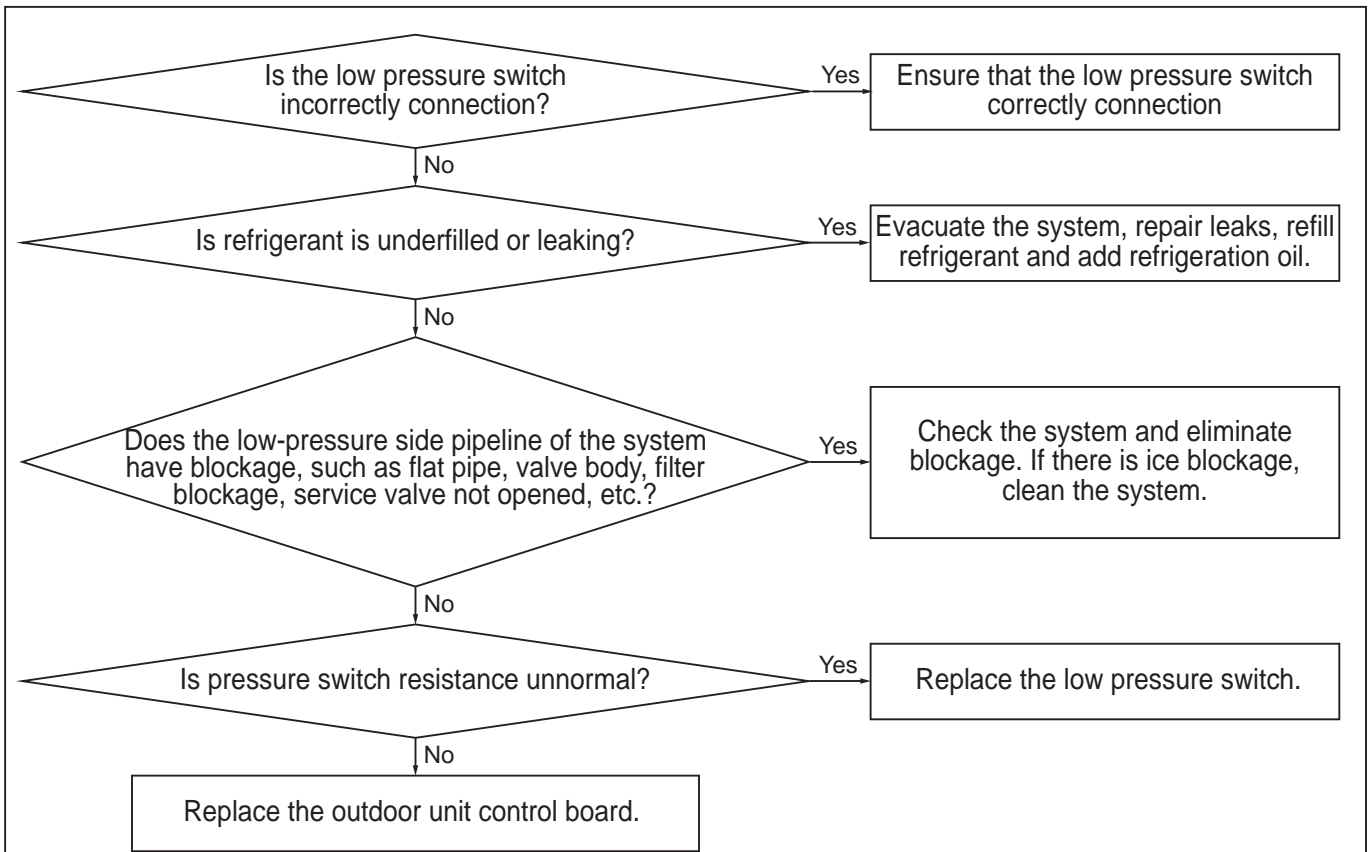 Is the low pressure switch
incorrectly connection?
Yes
Ensure that the low pressure switch
correctly connection
No
Is refrigerant is underfilled or leaking?
Yes
Evacuate the system, repair leaks, refill
refrigerant and add refrigeration oil.
No
Does the low-pressure side pipeline of the system
have blockage, such as flat pipe, valve body, filter
blockage, service valve not opened, etc.?
Yes
Check the system and eliminate
blockage. If there is ice blockage,
clean the system.
No
Is pressure switch resistance unnormal?
Yes
Replace the low pressure switch.
No
Replace the outdoor unit control board.